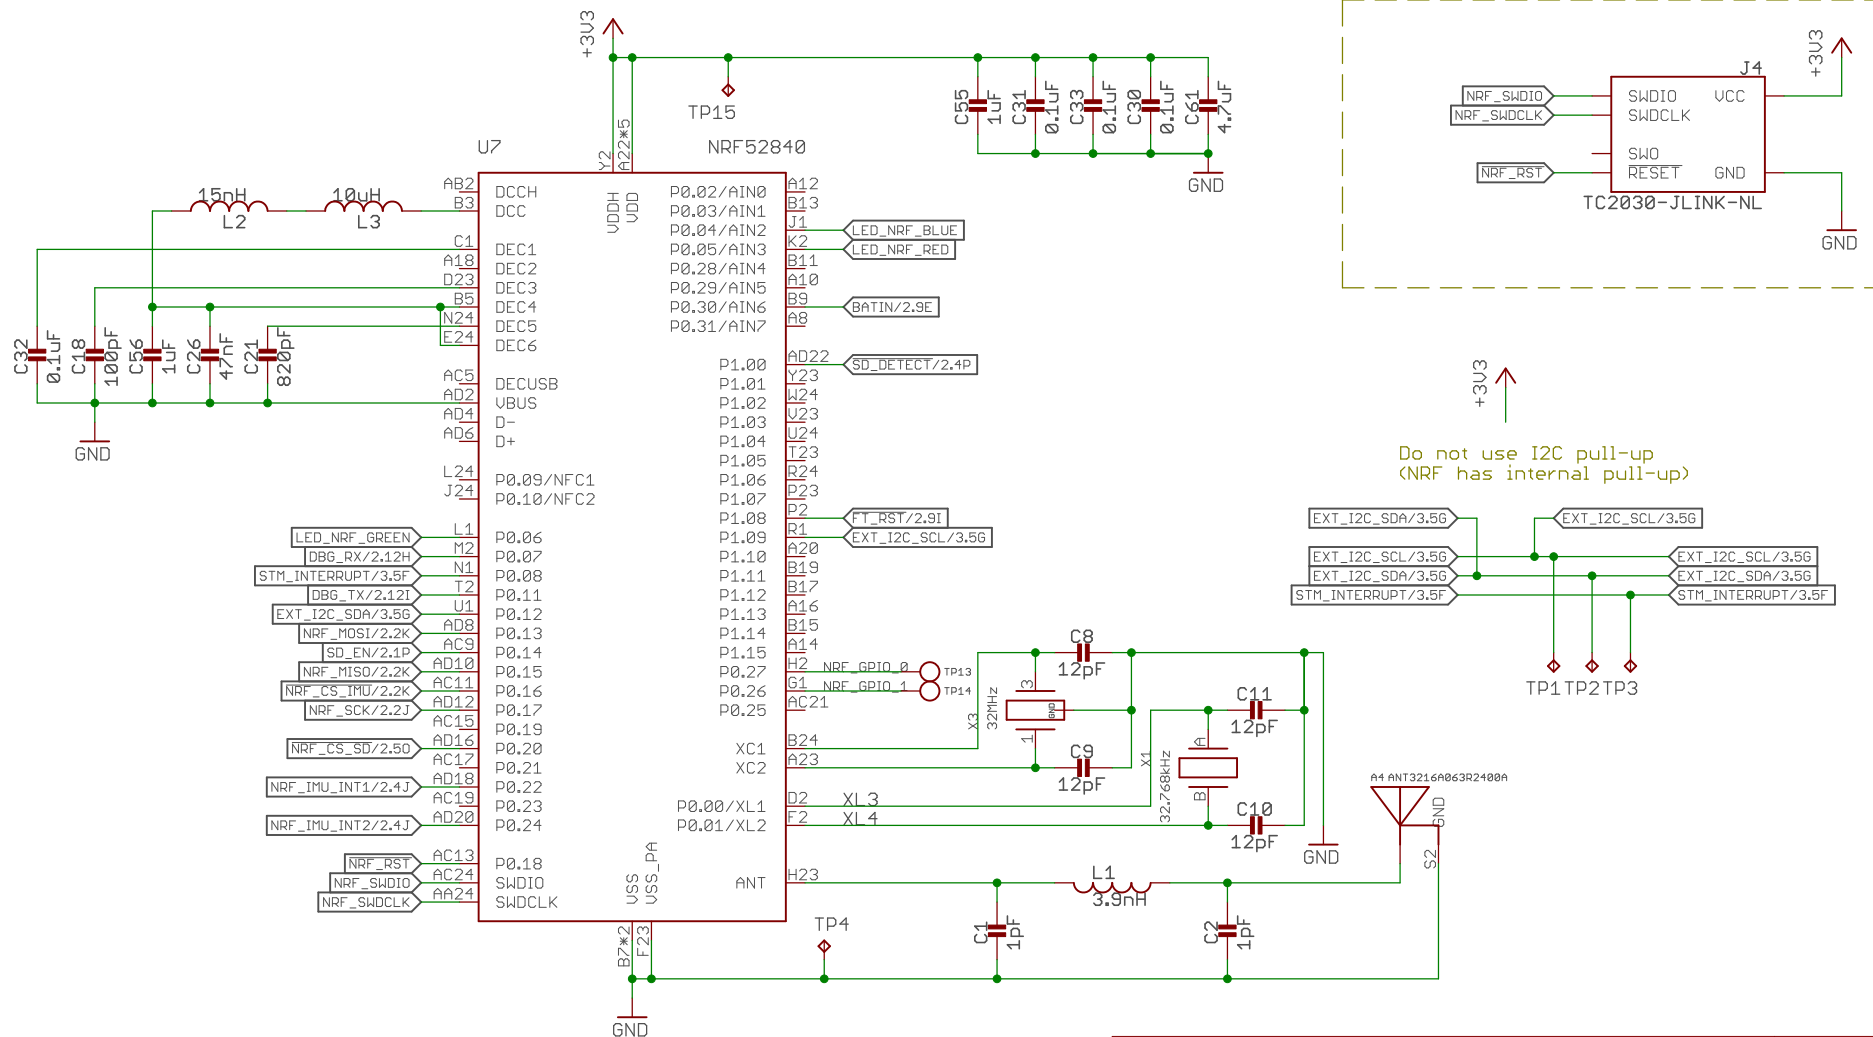 +3V3
TP15
U7
NRF52840
Y2
A22*5
VDDH
VDD
C55
1uF
C31
0.1uF
C33
0.1uF
C30
0.1uF
C61
4.7uF
GND
J4
+3V3
NRF_SWDIO
SWDIO
VCC
NRF_SWDCLK
SWDCLK
SWO
NRF_RST
RESET
GND
TC2030-JLINK-NL
GND
15nH
L2
10uH
L3
AB2 DCCH
B3 DCC
C1 DEC1
A18 DEC2
D23 DEC3
B5 DEC4
N24 DEC5
E24 DEC6
AC5 DECUSB
AD2 VBUS
AD4 D-
AD6 D+
L24 P0.09/NFC1
J24 P0.10/NFC2
C32
0.1uF
C18
100pF
C56
1uF
C26
47nF
C21
820pF
GND
LED_NRF_GREEN L1 P0.06
DBG_RX/2.12H M2 P0.07
STM_INTERRUPT/3.5F N1 P0.08
DBG_TX/2.12I T2 P0.11
EXT_I2C_SDA/3.5G U1 P0.12
NRF_MOSI/2.2K AD8 P0.13
SD_EN/2.1P AC9 P0.14
NRF_MISO/2.2K AD10 P0.15
NRF_CS_IMU/2.2K AC11 P0.16
NRF_SCK/2.2J AD12 P0.17
AC15 P0.19
NRF_CS_SD/2.5O AD16 P0.20
AC17 P0.21
NRF_IMU_INT1/2.4J AD18 P0.22
AC19 P0.23
NRF_IMU_INT2/2.4J AD20 P0.24
NRF_RST AC13 P0.18
NRF_SWDIO AC24 SWDIO
NRF_SWDCLK AA24 SWDCLK
VSS
VSS_PA
B7*2
F23
GND
P0.02/AIN0 A12
P0.03/AIN1 B13
P0.04/AIN2 J1 LED_NRF_BLUE
P0.05/AIN3 K2 LED_NRF_RED
P0.28/AIN4 B11
P0.29/AIN5 A10
P0.30/AIN6 B9 BATIN/2.9E
P0.31/AIN7 A8
P1.00 AD22 SD_DETECT/2.4P
P1.01 Y23
P1.02 W24
P1.03 V23
P1.04 U24
P1.05 T23
P1.06 R24
P1.07 P23
P1.08 P2 FT_RST/2.9I
P1.09 R1 EXT_I2C_SCL/3.5G
P1.10 A20
P1.11 B19
P1.12 B17
P1.13 A16
P1.14 B15
P1.15 A14
P0.27 H2 NRF_GPIO_0 TP13
P0.26 G1 NRF_GPIO_1 TP14
P0.25 AC21
XC1 B24
XC2 A23
P0.00/XL1 D2 XL3
P0.01/XL2 F2 XL4
ANT H23
C8
12pF
X3
32MHz
3
GND
1
C9
12pF
C11
12pF
X1
32.768kHz
A
B
C10
12pF
GND
L1
3.9nH
C1
1pF
C2
1pF
TP4
A4 ANT3216A063R2400A
GND
S2
+3V3
Do not use I2C pull-up
(NRF has internal pull-up)
EXT_I2C_SDA/3.5G EXT_I2C_SCL/3.5G
EXT_I2C_SCL/3.5G EXT_I2C_SCL/3.5G
EXT_I2C_SDA/3.5G EXT_I2C_SDA/3.5G
STM_INTERRUPT/3.5F STM_INTERRUPT/3.5F
TP1 TP2 TP3